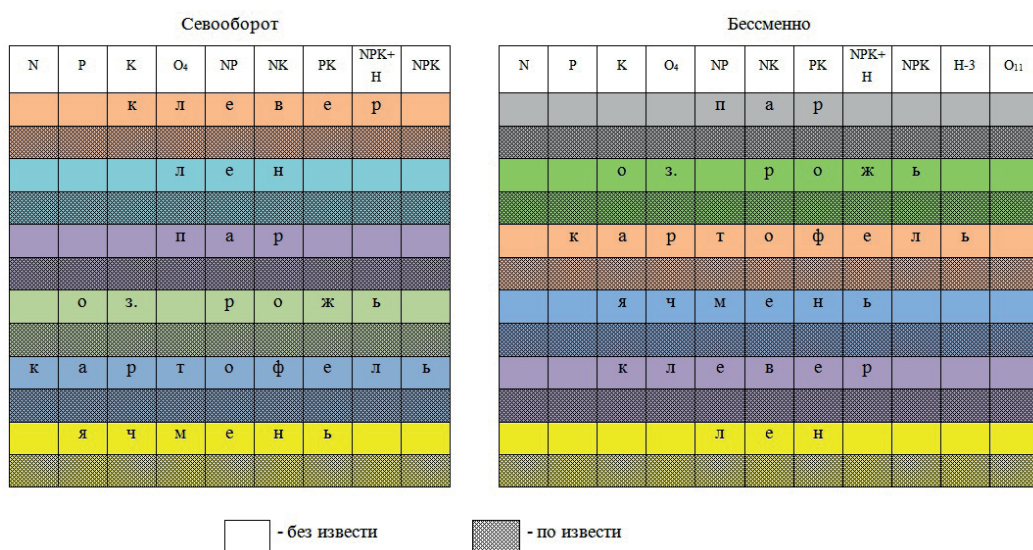 Севооборот
Бессменно
N P K O₄ NP NK PK NPK+ Н NPK
N P K O₄ NP NK PK NPK+ Н NPK Н-3 O₁₁
к л е в е р
п а р
л е н
о з. р о ж ь
п а р
к а р т о ф е л ь
о з. р о ж ь
я ч м е н ь
к а р т о ф е л ь
к л е в е р
я ч м е н ь
л е н
- без извести
- по извести